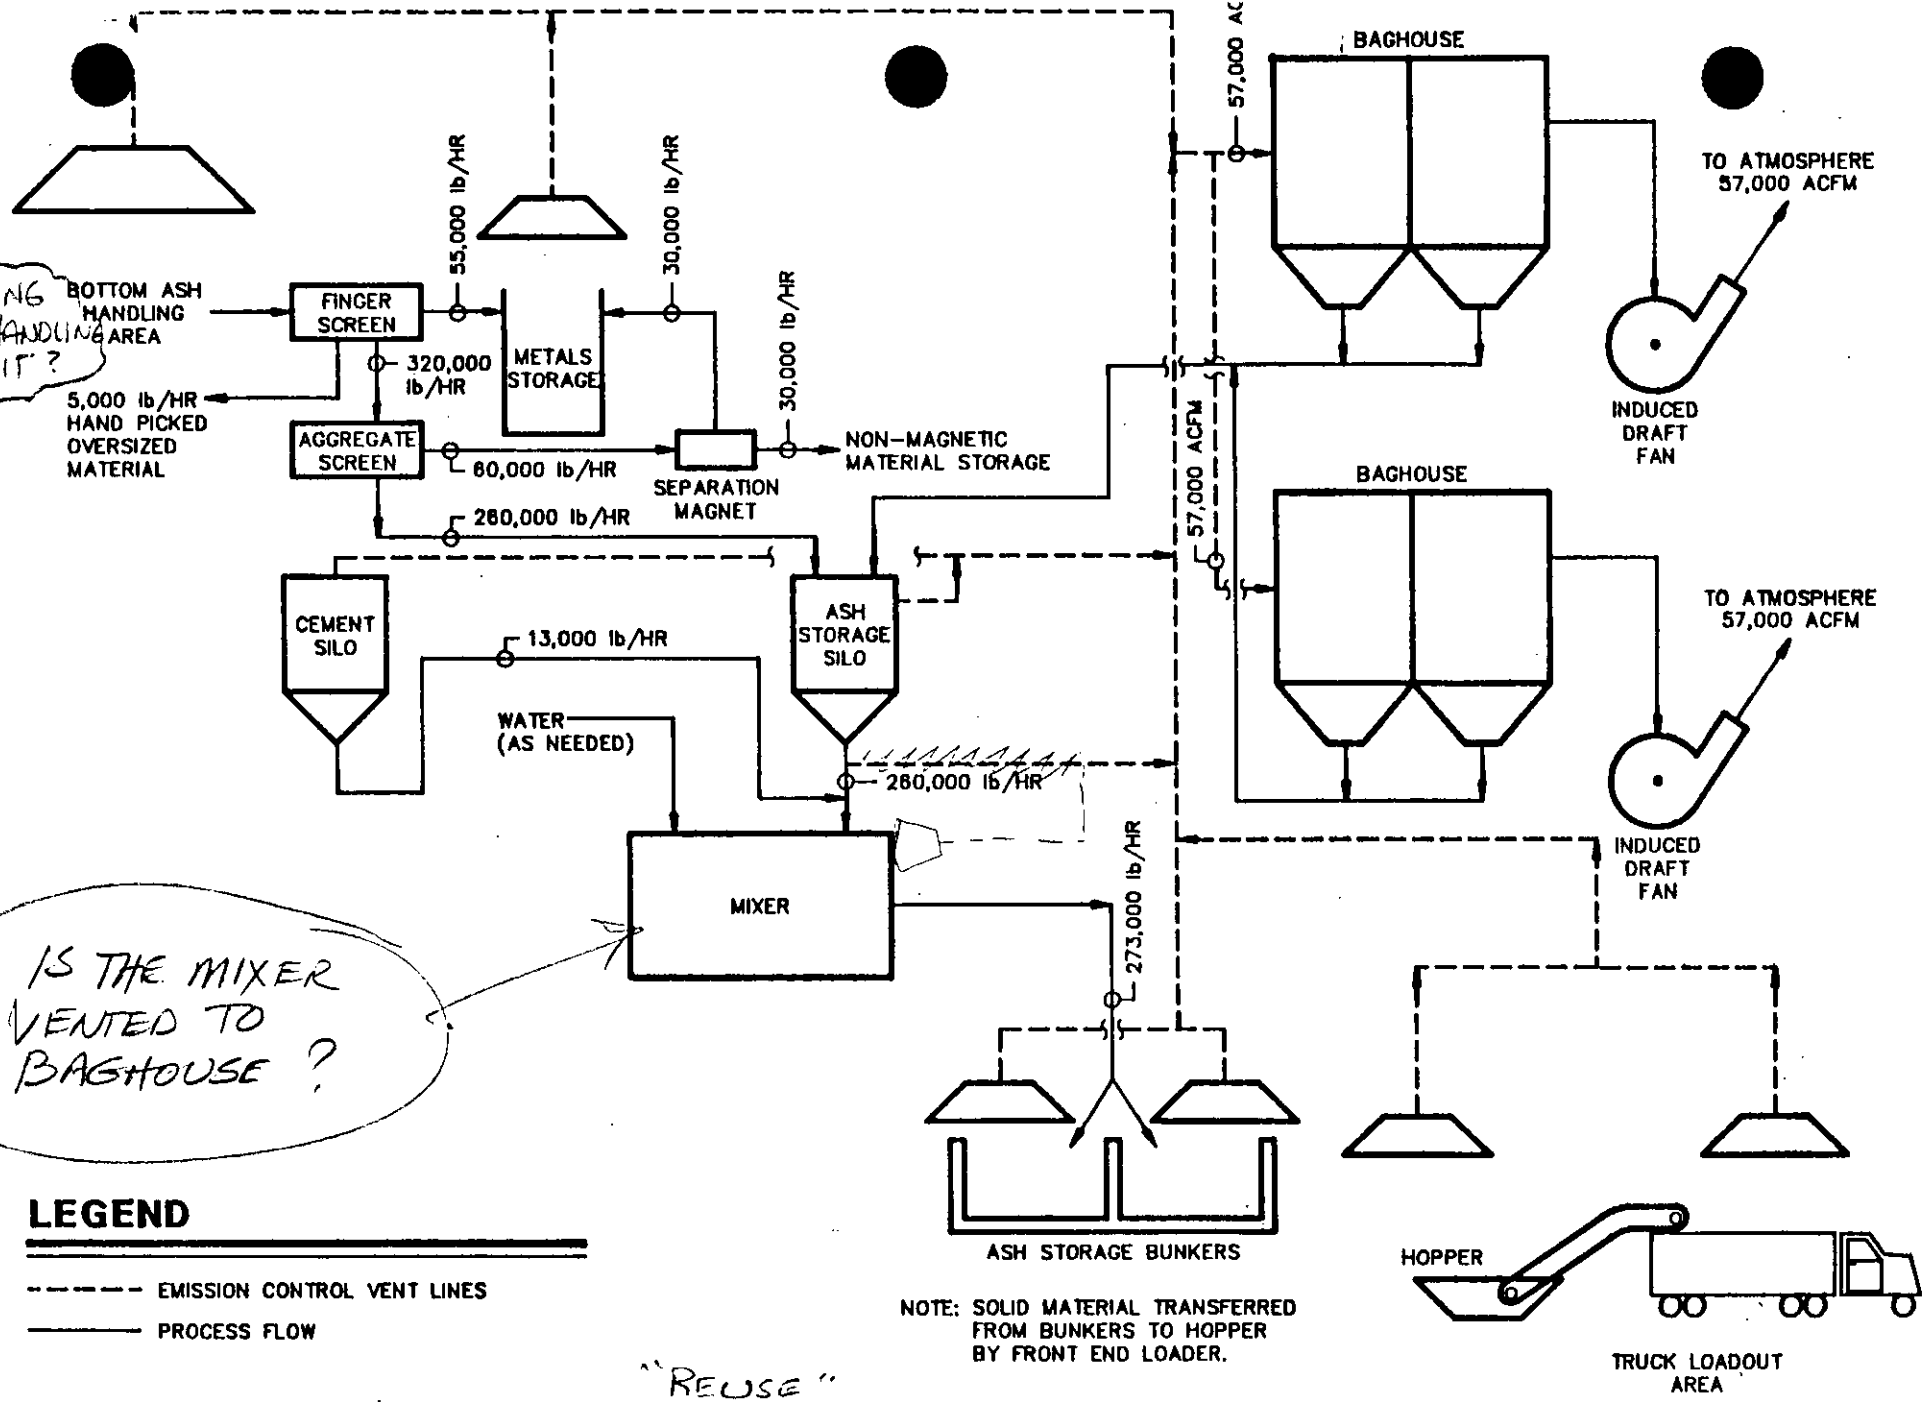 BAGHOUSE
57,000 AC
TO ATMOSPHERE
57,000 ACFM
55,000 lb/HR
30,000 lb/HR
30,000 lb/HR
BOTTOM ASH
HANDLING
AREA
NG
ANDLING
IT?
FINGER
SCREEN
320,000
lb/HR
METALS
STORAGE
5,000 lb/HR
HAND PICKED
OVERSIZED
MATERIAL
AGGREGATE
SCREEN
60,000 lb/HR
SEPARATION
MAGNET
NON-MAGNETIC
MATERIAL STORAGE
INDUCED
DRAFT
FAN
57,000 ACFM
BAGHOUSE
260,000 lb/HR
CEMENT
SILO
ASH
STORAGE
SILO
13,000 lb/HR
TO ATMOSPHERE
57,000 ACFM
WATER
(AS NEEDED)
260,000 lb/HR
INDUCED
DRAFT
FAN
MIXER
273,000 lb/HR
IS THE MIXER
VENTED TO
BAGHOUSE ?
LEGEND
EMISSION CONTROL VENT LINES
PROCESS FLOW
ASH STORAGE BUNKERS
HOPPER
NOTE: SOLID MATERIAL TRANSFERRED
FROM BUNKERS TO HOPPER
BY FRONT END LOADER.
TRUCK LOADOUT
AREA
"REUSE"